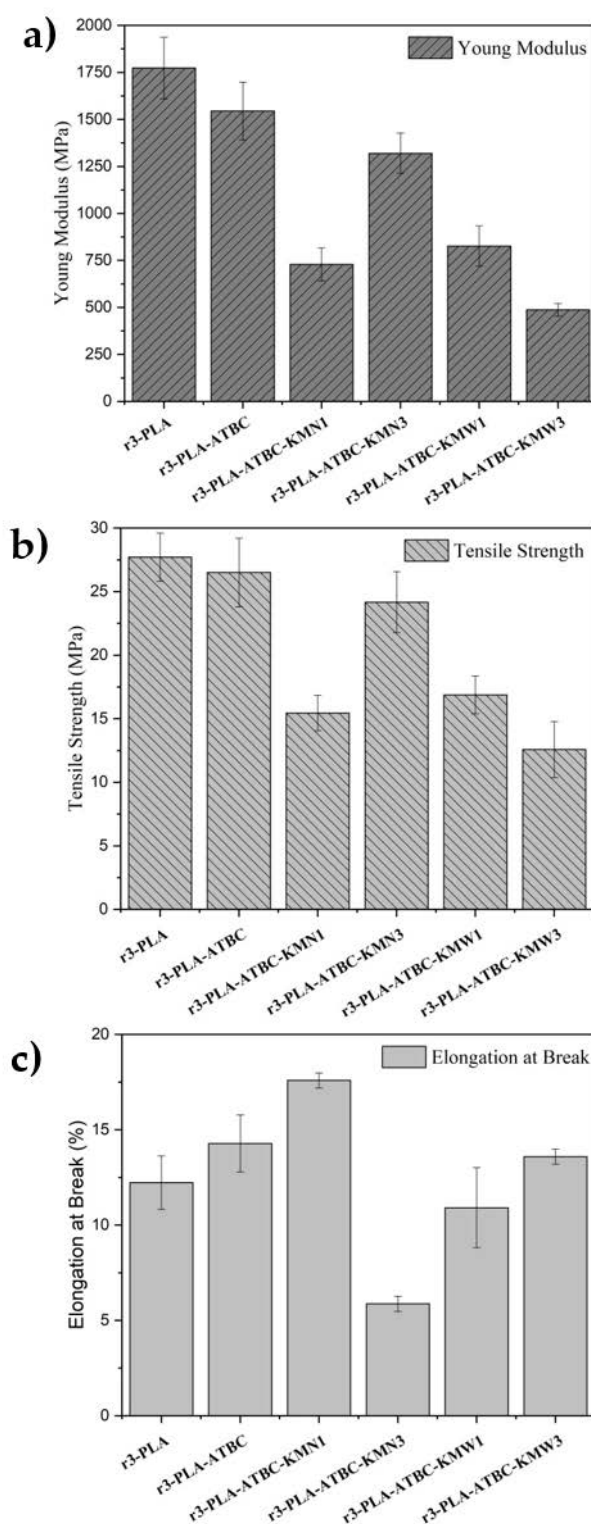 a)
Young Modulus
Young Modulus (MPa)
2000
1750
1500
1250
1000
750
500
250
0
r3-PLA
r3-PLA-ATBC
r3-PLA-ATBC-KMN1
r3-PLA-ATBC-KMN3
r3-PLA-ATBC-KMW1
r3-PLA-ATBC-KMW3
b)
Tensile Strength
Tensile Strength (MPa)
30
25
20
15
10
5
0
r3-PLA
r3-PLA-ATBC
r3-PLA-ATBC-KMN1
r3-PLA-ATBC-KMN3
r3-PLA-ATBC-KMW1
r3-PLA-ATBC-KMW3
c)
Elongation at Break
Elongation at Break (%)
20
15
10
5
0
r3-PLA
r3-PLA-ATBC
r3-PLA-ATBC-KMN1
r3-PLA-ATBC-KMN3
r3-PLA-ATBC-KMW1
r3-PLA-ATBC-KMW3